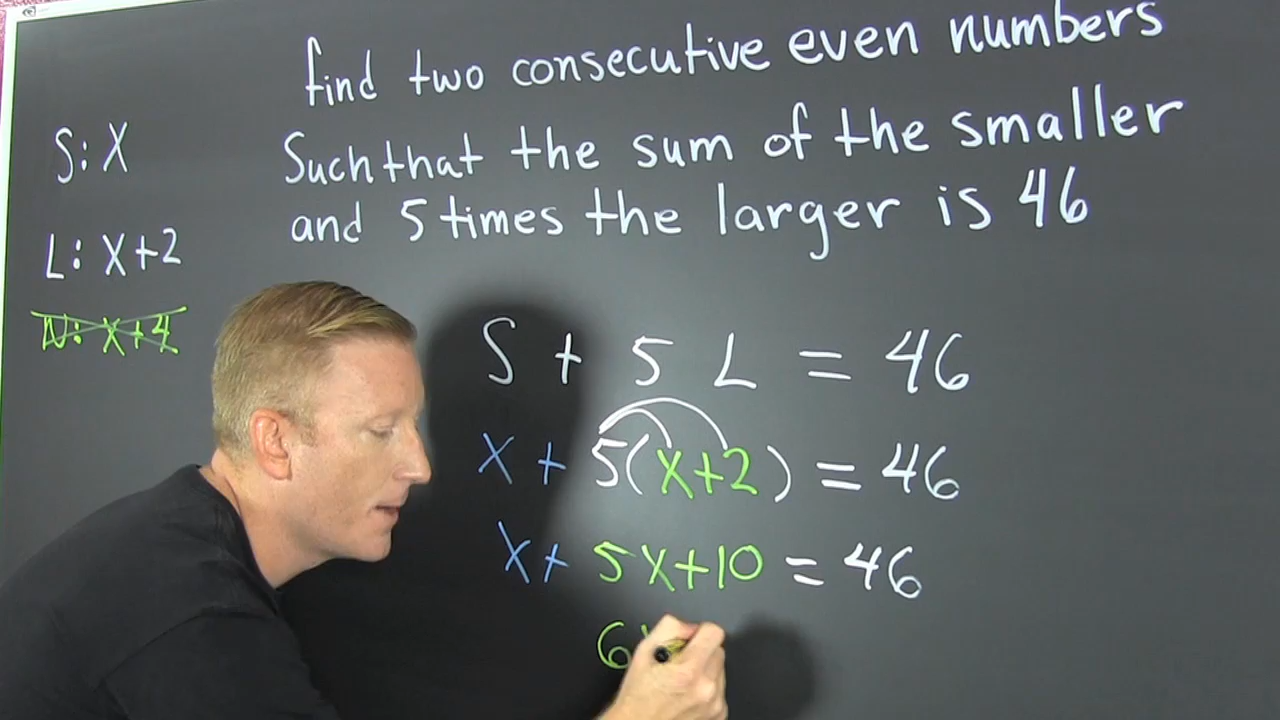 find two consecutive even numbers
Such that the sum of the smaller
and 5 times the larger is 46
S: X
L: X+2
N: X+4
S + 5 L = 46
X + 5(X+2) = 46
X + 5X+10 = 46
6X